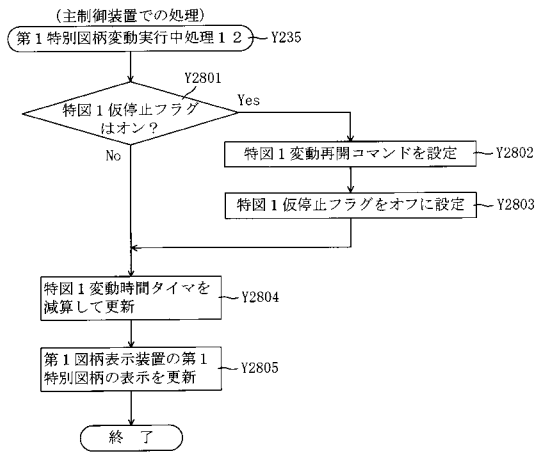 (主制御装置での処理)
第1特別図柄変動実行中処理12
Y235
Y2801
特図1仮停止フラグ
はオン?
Yes
No
特図1変動再開コマンドを設定
Y2802
特図1仮停止フラグをオフに設定
Y2803
特図1変動時間タイマを
減算して更新
Y2804
第1図柄表示装置の第1
特別図柄の表示を更新
Y2805
終 了